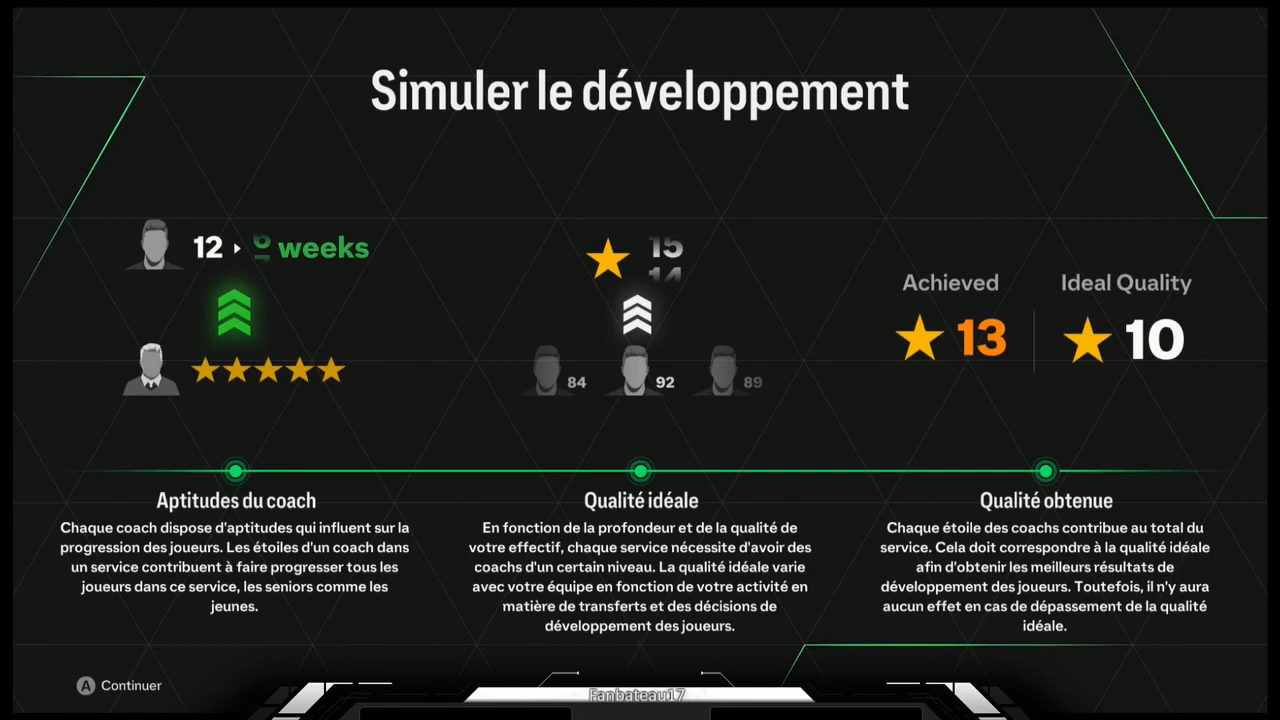 Simuler le développement
12 weeks
15
14
84
92
89
Achieved
13
Ideal Quality
10
Aptitudes du coach
Chaque coach dispose d'aptitudes qui influent sur la
progression des joueurs. Les étoiles d'un coach dans
un service contribuent à faire progresser tous les
joueurs dans ce service, les seniors comme les
jeunes.
Qualité idéale
En fonction de la profondeur et de la qualité de
votre effectif, chaque service nécessite d'avoir des
coachs d'un certain niveau. La qualité idéale varie
avec votre équipe en fonction de votre activité en
matière de transferts et des décisions de
développement des joueurs.
Qualité obtenue
Chaque étoile des coachs contribue au total du
service. Cela doit correspondre à la qualité idéale
afin d'obtenir les meilleurs résultats de
développement des joueurs. Toutefois, il n'y aura
aucun effet en cas de dépassement de la qualité
idéale.
A Continuer
Fanbateau17